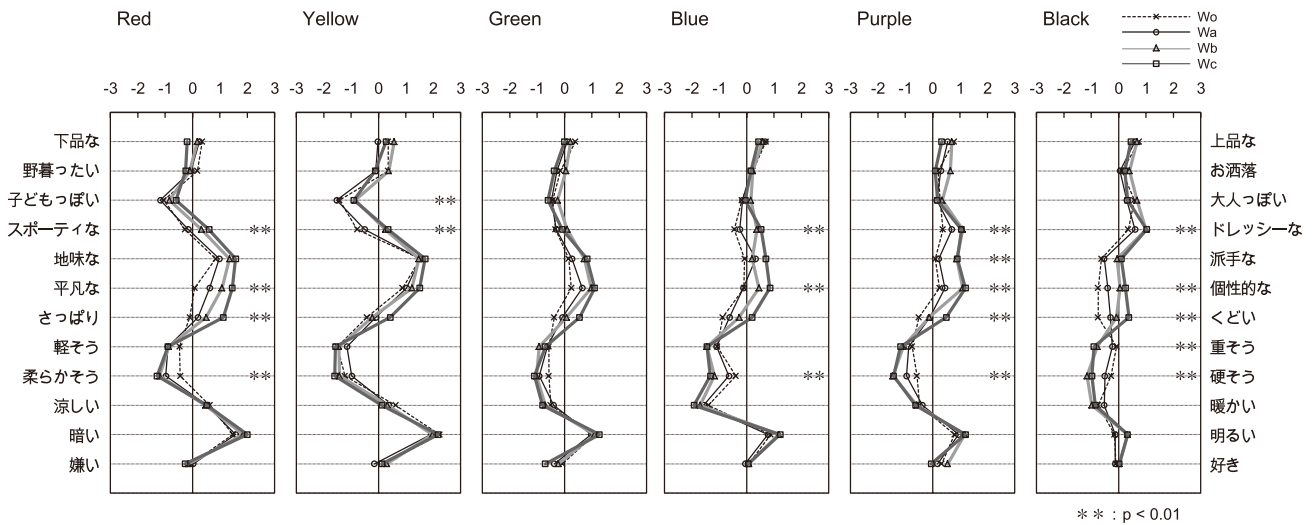 Red Yellow Green Blue Purple Black
Wo
Wa
Wb
Wc
-3 -2 -1 0 1 2 3 -3 -2 -1 0 1 2 3 -3 -2 -1 0 1 2 3 -3 -2 -1 0 1 2 3 -3 -2 -1 0 1 2 3 -3 -2 -1 0 1 2 3
下品な 上品な
野暮ったい お洒落
子どもっぽい ** 大人っぽい
スポーティな ** ** ** ** ** ドレッシーな
地味な ** 派手な
平凡な ** ** ** ** 個性的な
さっぱり ** ** ** くどい
軽そう ** 重そう
柔らかそう ** ** ** ** 硬そう
涼しい 暖かい
暗い 明るい
嫌い 好き
** : p < 0.01